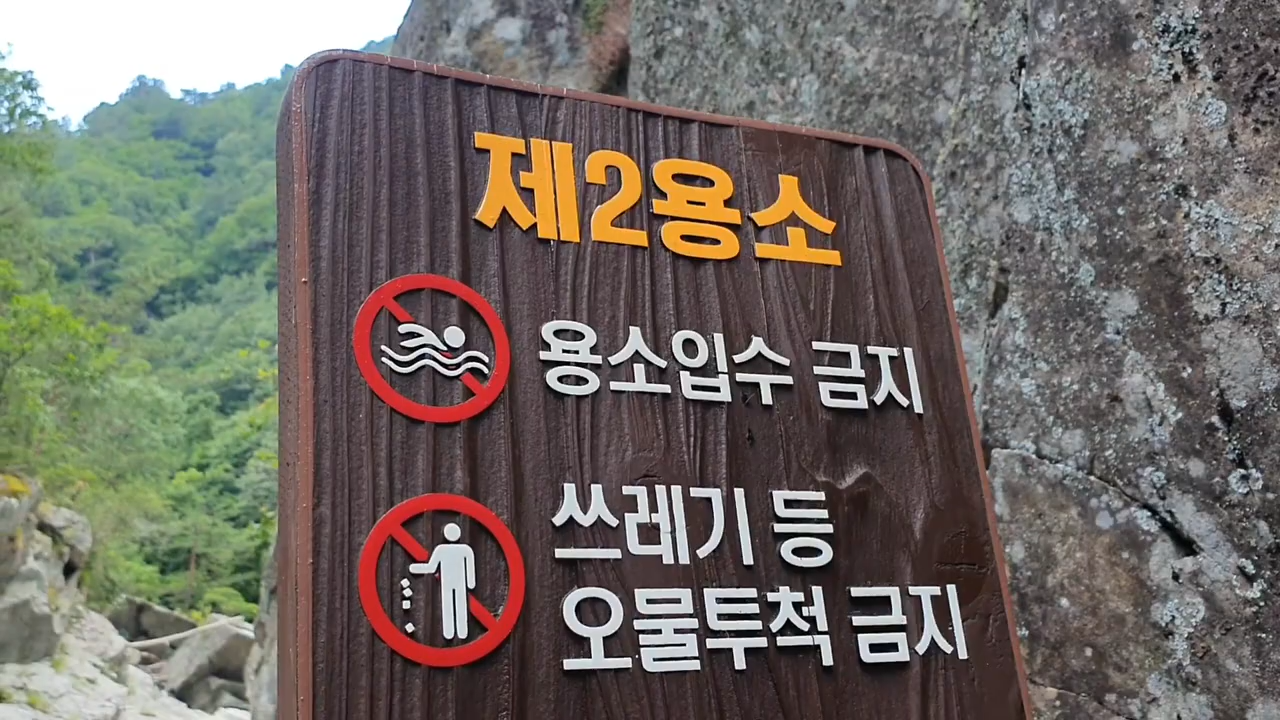 제2용소
용소입수 금지
쓰레기 등
오물투척 금지